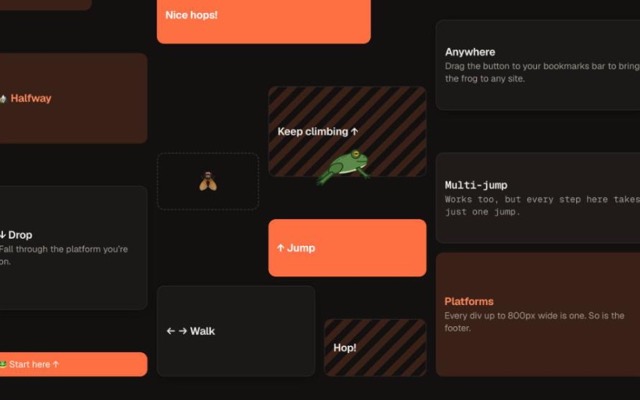 Nice hops!
Halfway
Keep climbing ↑
Anywhere
Drag the button to your bookmarks bar to bring
the frog to any site.
Multi-jump
Works too, but every step here takes
just one jump.
↓ Drop
Fall through the platform you're
on.
↑ Jump
← → Walk
Hop!
Platforms
Every div up to 800px wide is one. So is the
footer.
Start here ↑